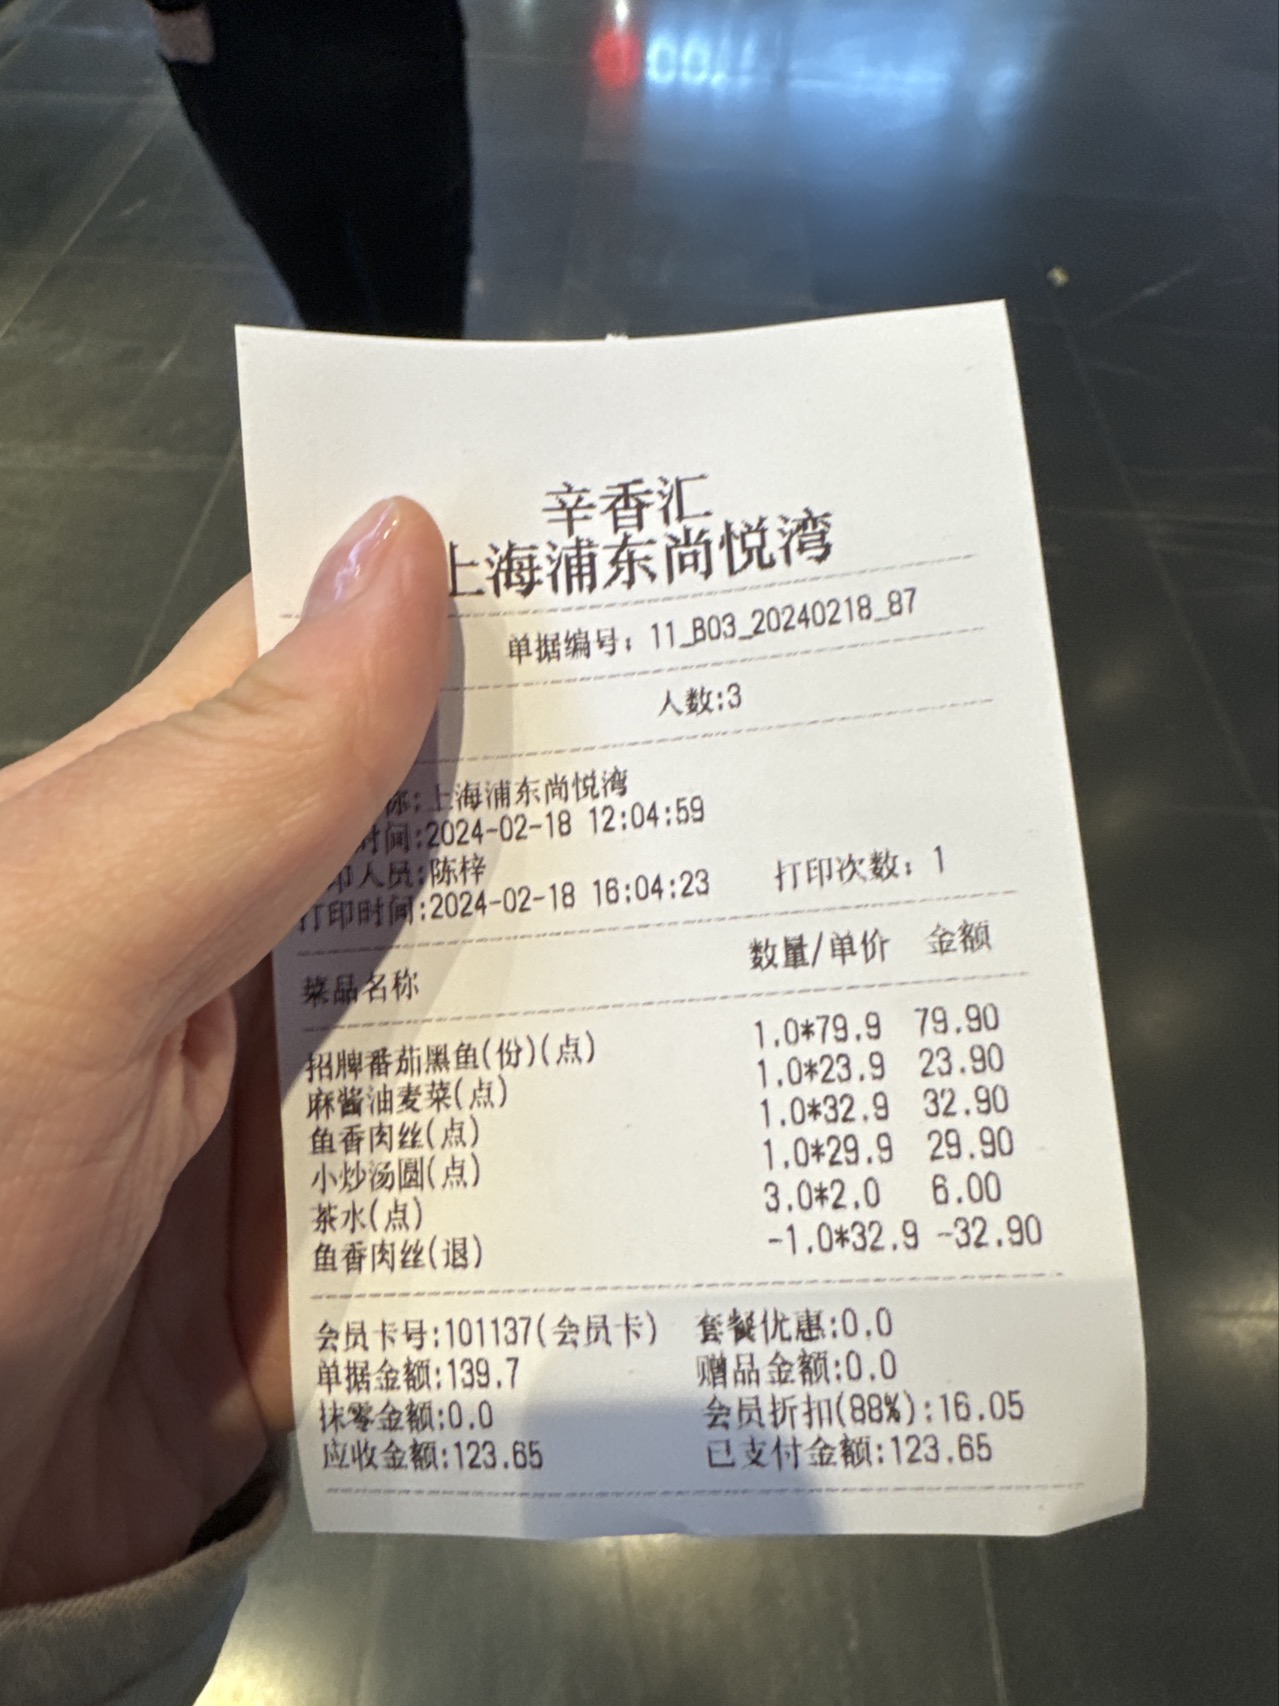 辛香汇
上海浦东尚悦湾
单据编号：11_B03_20240218_87
人数:3
称:上海浦东尚悦湾
时间:2024-02-18 12:04:59
印人员:陈梓
打印时间:2024-02-18 16:04:23 打印次数：1
菜品名称 数量/单价 金额
招牌番茄黑鱼(份)(点) 1.0*79.9 79.90
麻酱油麦菜(点) 1.0*23.9 23.90
鱼香肉丝(点) 1.0*32.9 32.90
小炒汤圆(点) 1.0*29.9 29.90
茶水(点) 3.0*2.0 6.00
鱼香肉丝(退) -1.0*32.9 -32.90
会员卡号:101137(会员卡) 套餐优惠:0.0
单据金额:139.7 赠品金额:0.0
抹零金额:0.0 会员折扣(88%):16.05
应收金额:123.65 已支付金额:123.65